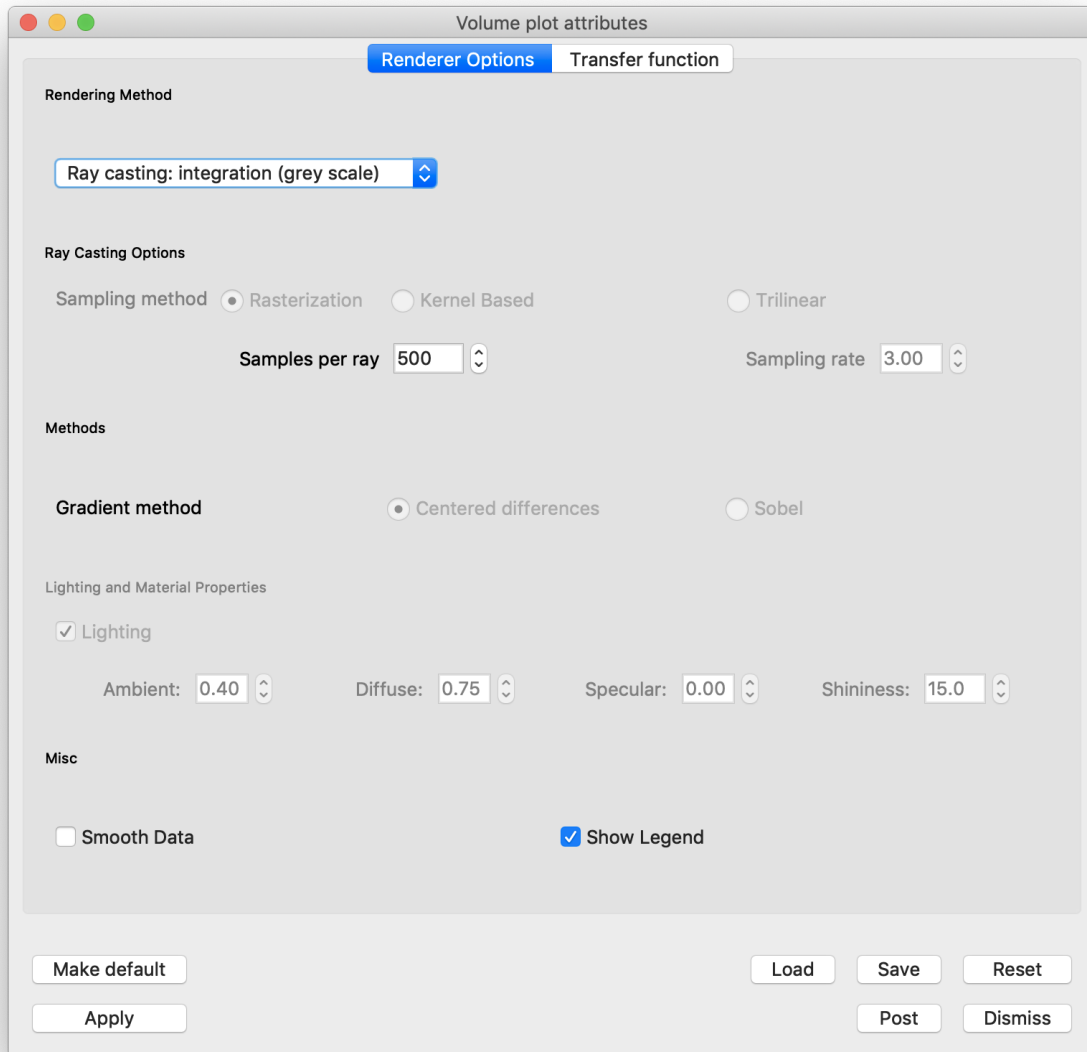 Volume plot attributes
Renderer Options Transfer function
Rendering Method
Ray casting: integration (grey scale)
Ray Casting Options
Sampling method Rasterization Kernel Based Trilinear
Samples per ray 500 Sampling rate 3.00
Methods
Gradient method Centered differences Sobel
Lighting and Material Properties
Lighting
Ambient: 0.40 Diffuse: 0.75 Specular: 0.00 Shininess: 15.0
Misc
Smooth Data Show Legend
Make default Load Save Reset
Apply Post Dismiss